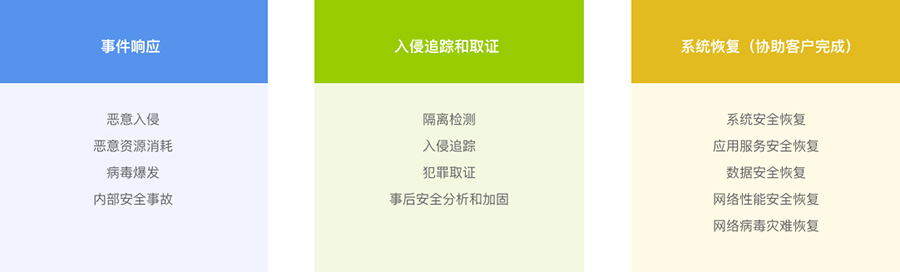 事件响应
恶意入侵
恶意资源消耗
病毒爆发
内部安全事故
入侵追踪和取证
隔离检测
入侵追踪
犯罪取证
事后安全分析和加固
系统恢复（协助客户完成）
系统安全恢复
应用服务安全恢复
数据安全恢复
网络性能安全恢复
网络病毒灾难恢复